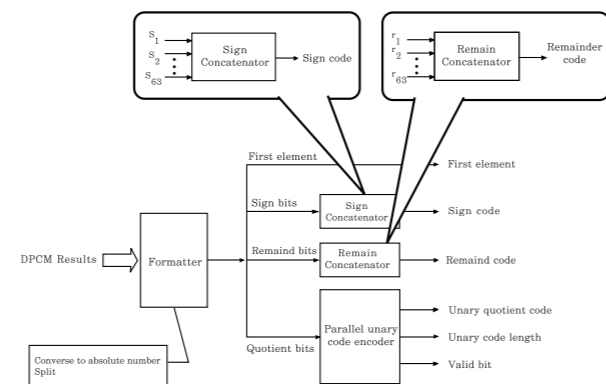 S1
S2
S63
Sign
Concatenator
Sign code
r1
r2
r63
Remain
Concatenator
Remainder
code
First element
First element
Sign bits
Sign
Concatenator
Sign code
DPCM Results
Formatter
Remaind bits
Remain
Concatenator
Remaind code
Quotient bits
Parallel unary
code encoder
Unary quotient code
Unary code length
Valid bit
Converse to absolute number
Split